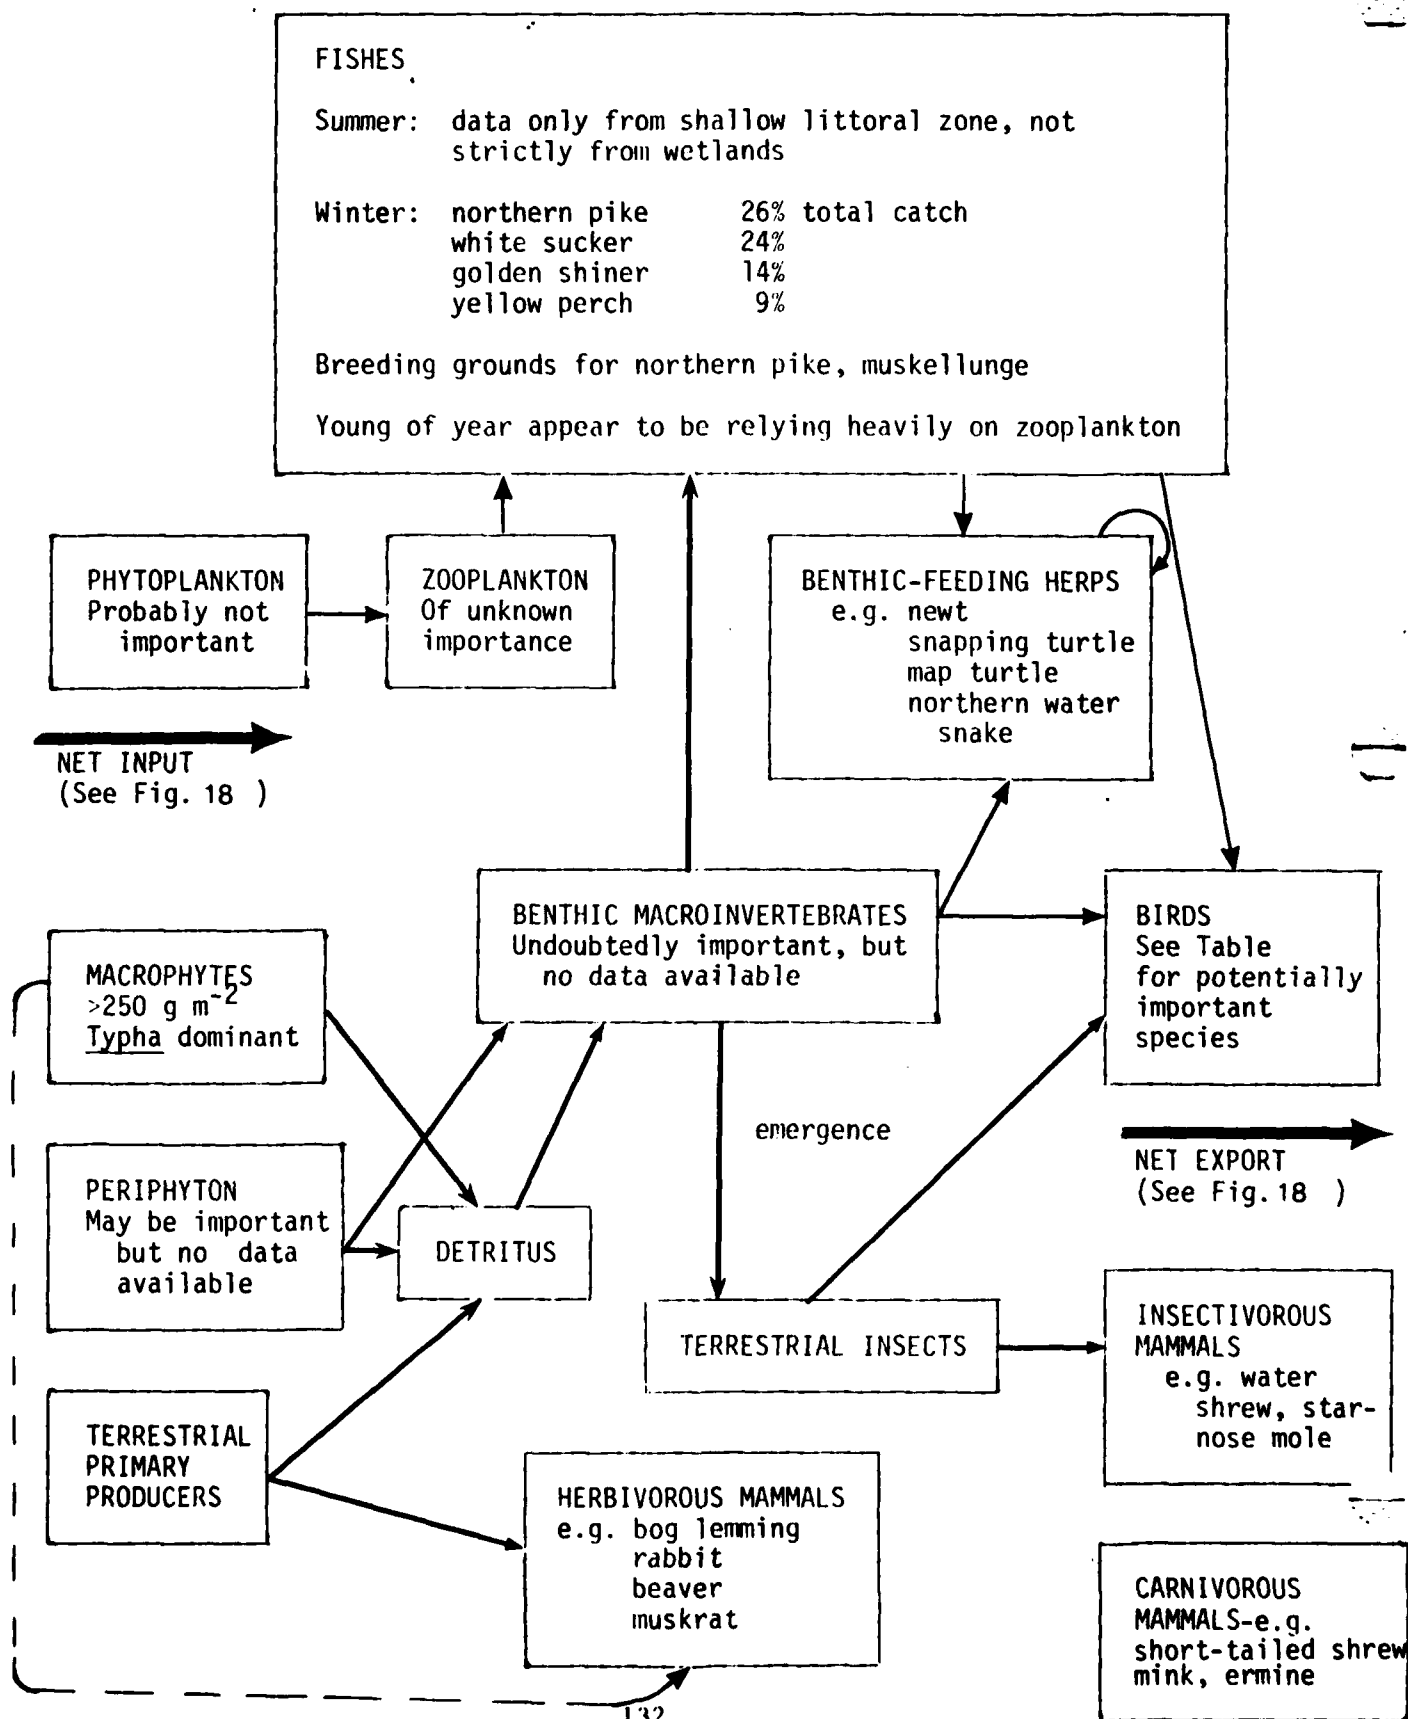 FISHES
Summer: data only from shallow littoral zone, not
strictly from wetlands
Winter: northern pike 26% total catch
white sucker 24%
golden shiner 14%
yellow perch 9%
Breeding grounds for northern pike, muskellunge
Young of year appear to be relying heavily on zooplankton
PHYTOPLANKTON
Probably not
important
ZOOPLANKTON
Of unknown
importance
BENTHIC-FEEDING HERPS
e.g. newt
snapping turtle
map turtle
northern water
snake
NET INPUT
(See Fig. 18 )
BENTHIC MACROINVERTEBRATES
Undoubtedly important, but
no data available
BIRDS
See Table
for potentially
important
species
MACROPHYTES
>250 g m⁻²
Typha dominant
emergence
NET EXPORT
(See Fig. 18 )
PERIPHYTON
May be important
but no data
available
DETRITUS
TERRESTRIAL INSECTS
INSECTIVOROUS
MAMMALS
e.g. water
shrew, star-
nose mole
TERRESTRIAL
PRIMARY
PRODUCERS
HERBIVOROUS MAMMALS
e.g. bog lemming
rabbit
beaver
muskrat
CARNIVOROUS
MAMMALS-e.g.
short-tailed shrew
mink, ermine
132